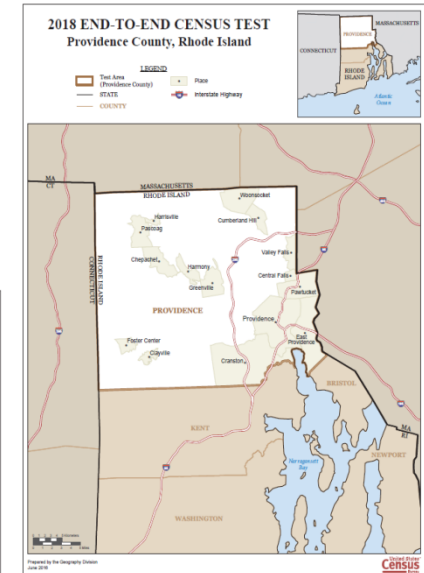 2018 END-TO-END CENSUS TEST
Providence County, Rhode Island
LEGEND
Test Area
(Providence County)
STATE
COUNTY
Place
Interstate Highway
CONNECTICUT
MASSACHUSETTS
RHODE
ISLAND
Atlantic
Ocean
MA
CT
MASSACHUSETTS
RHODE ISLAND
Woonsocket
Cumberland Hill
Harrisville
Pascoag
Chepachet
Harmony
Greenville
Valley Falls
Central Falls
Pawtucket
RHODE ISLAND
CONNECTICUT
PROVIDENCE
Providence
East
Providence
Foster Center
Clayville
Cranston
BRISTOL
KENT
MA
RI
NEWPORT
Narragansett
Bay
WASHINGTON
Prepared by the Geography Division
June 2016
United States
Census